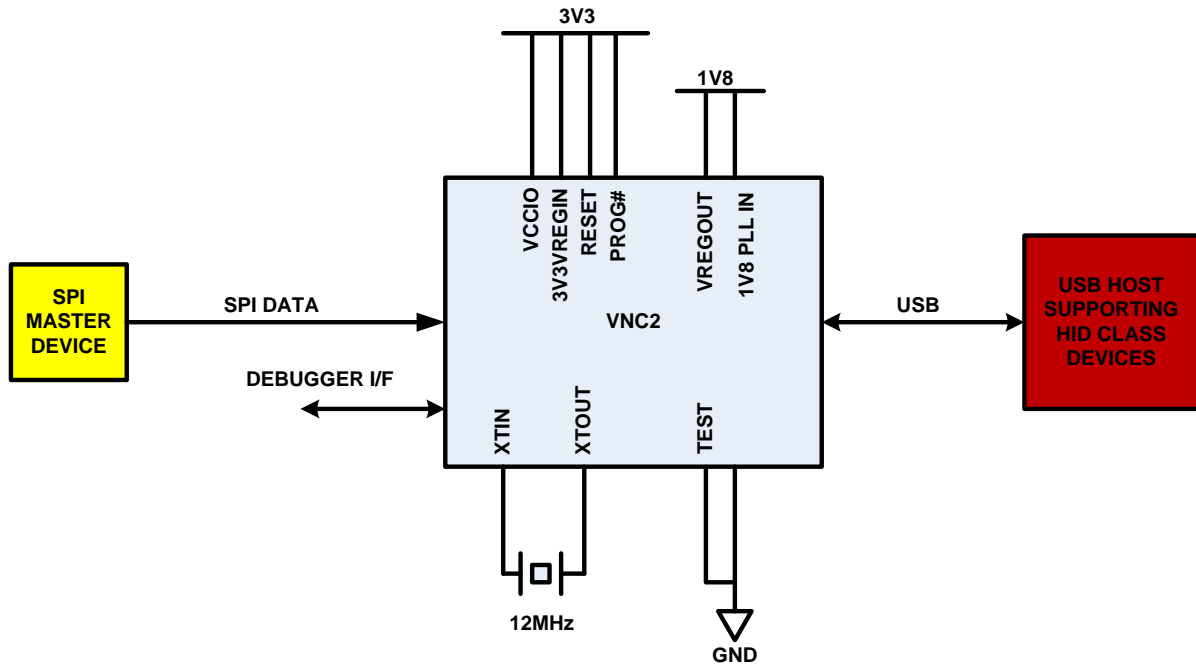 3V3
1V8
VCCIO
3V3VREGIN
RESET
PROG#
VREGOUT
1V8 PLL IN
SPI
MASTER
DEVICE
SPI DATA
VNC2
USB
USB HOST
SUPPORTING
HID CLASS
DEVICES
DEBUGGER I/F
XTIN
XTOUT
TEST
12MHz
GND